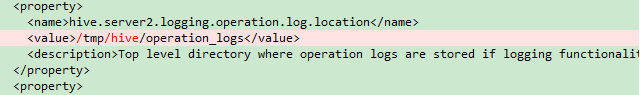 <property>
<name>hive.server2.logging.operation.log.location</name>
<value>/tmp/hive/operation_logs</value>
<description>Top level directory where operation logs are stored if logging functionalit
</property>
<property>